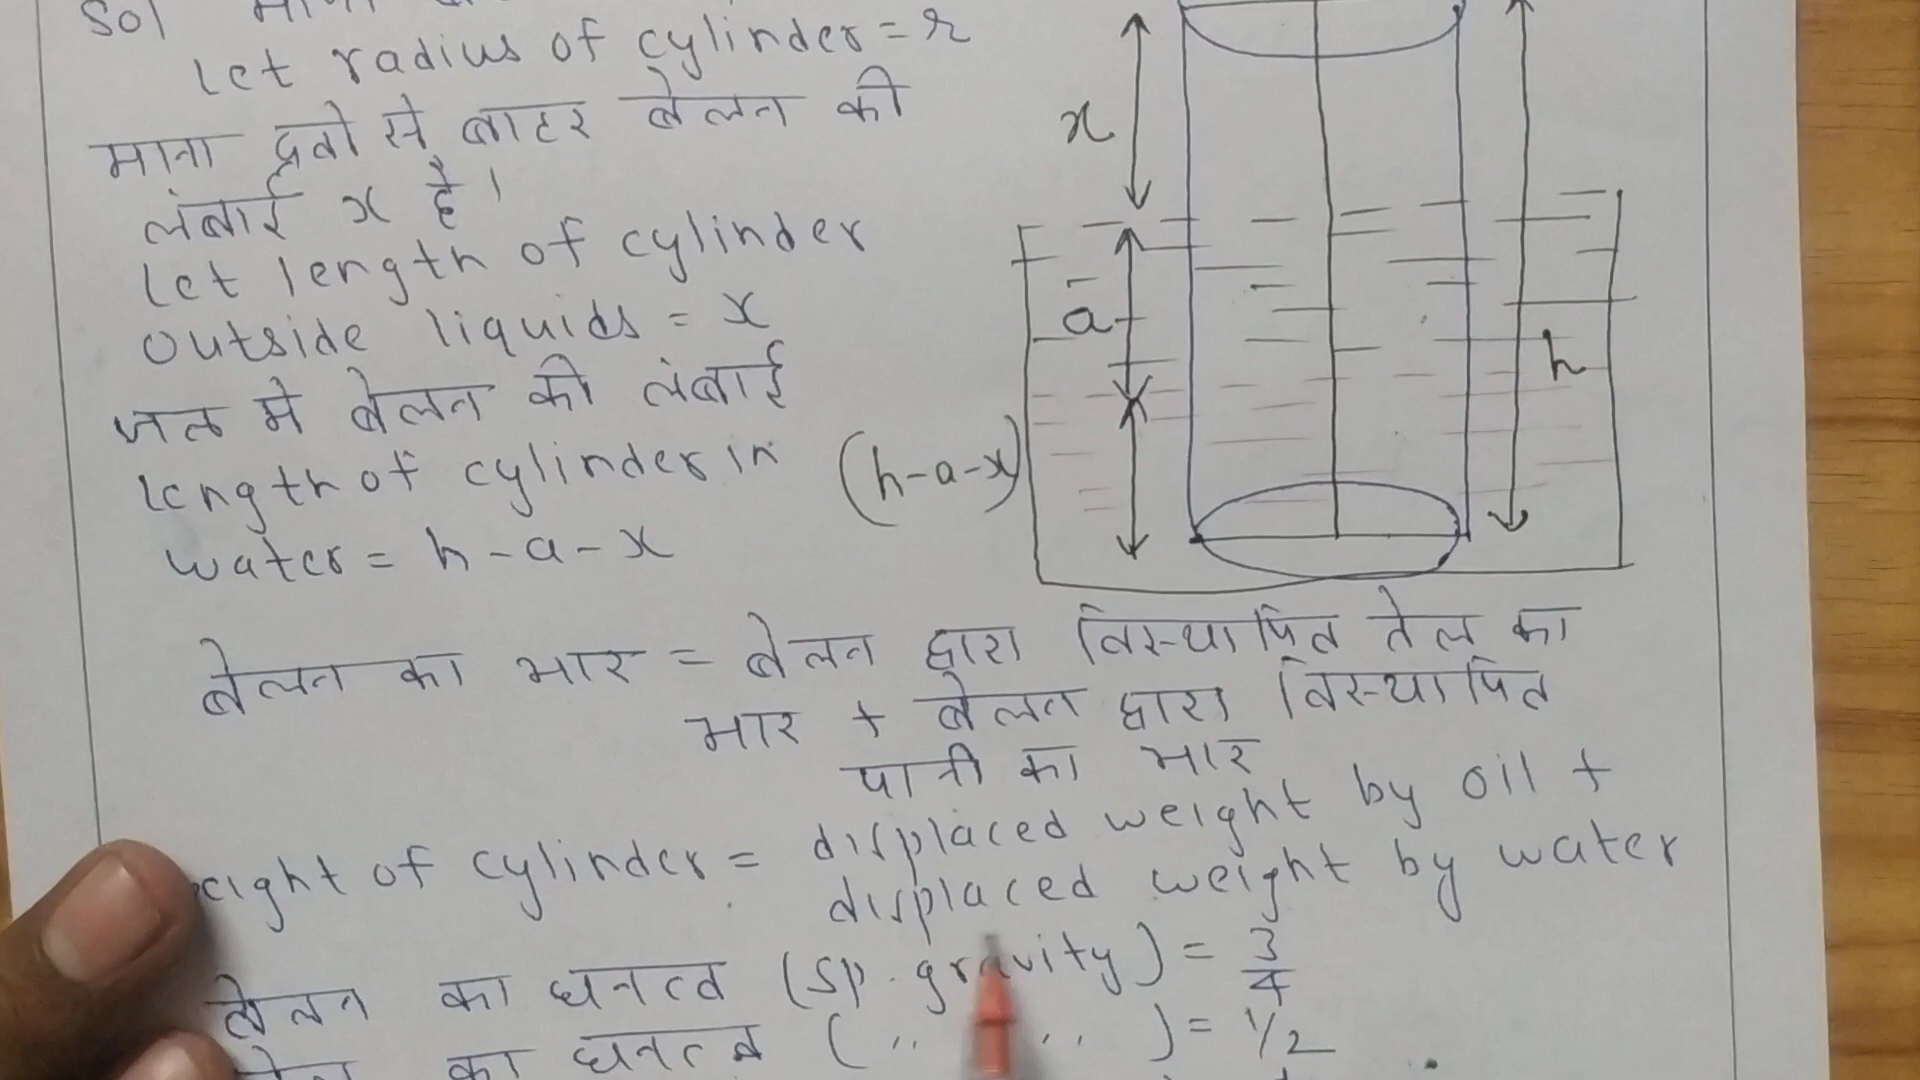 Sol माना
Let radius of cylinder = r
माना द्रवो से बाहर बेलन की
लंबाई x है।
Let length of cylinder
outside liquids = x
जल मे बेलन की लंबाई
length of cylinder in
water = h - a - x
x
a
h
(h-a-x)
बेलन का भार = बेलन द्वारा विस्थापित तेल का
भार + बेलन द्वारा विस्थापित
पानी का भार
eight of cylinder = displaced weight by oil +
displaced weight by water
बेलन का घनत्व (sp. gravity) = 3/4
का घनत्व ( ,, ,, ) = 1/2